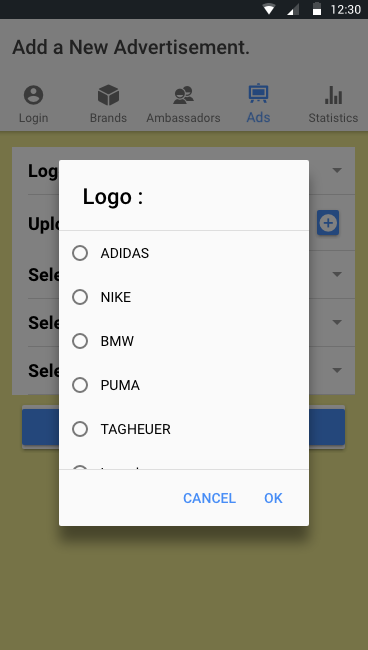 12:30
Add a New Advertisement.
Login Brands Ambassadors Ads Statistics
Logo :
ADIDAS
NIKE
BMW
PUMA
TAGHEUER
CANCEL OK